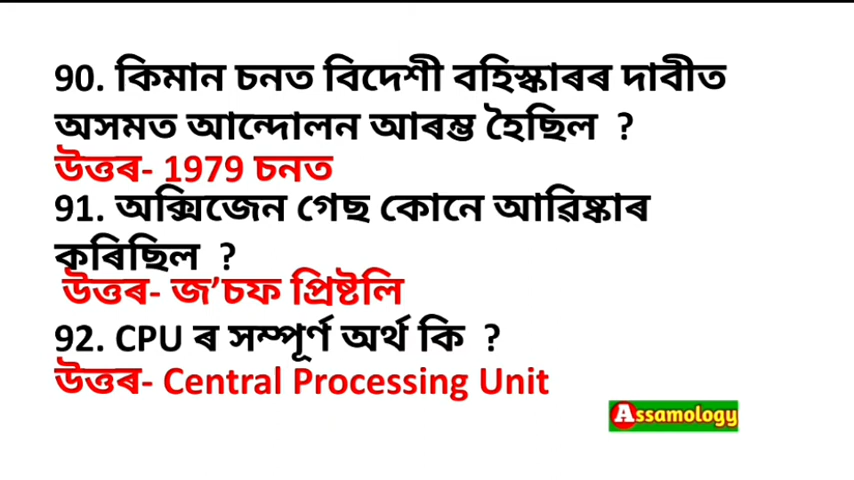 90. কিমান চনত বিদেশী বহিস্কাৰৰ দাবীত
অসমত আন্দোলন আৰম্ভ হৈছিল ?
উত্তৰ- 1979 চনত
91. অক্সিজেন গেছ কোনে আৱিষ্কাৰ
কৰিছিল ?
উত্তৰ- জ’চফ প্ৰিষ্টলি
92. CPU ৰ সম্পূৰ্ণ অৰ্থ কি ?
উত্তৰ- Central Processing Unit
Assamology